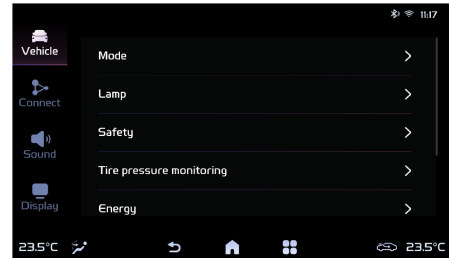 11:17
Vehicle
Mode
Connect
Lamp
Sound
Safety
Tire pressure monitoring
Display
Energy
23.5°C
23.5°C